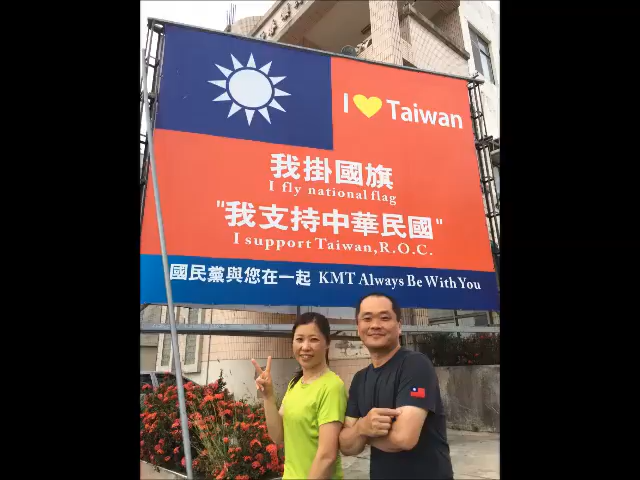 I 💛 Taiwan
我掛國旗
I fly national flag
"我支持中華民國"
I support Taiwan, R.O.C.
國民黨與您在一起 KMT Always Be With You